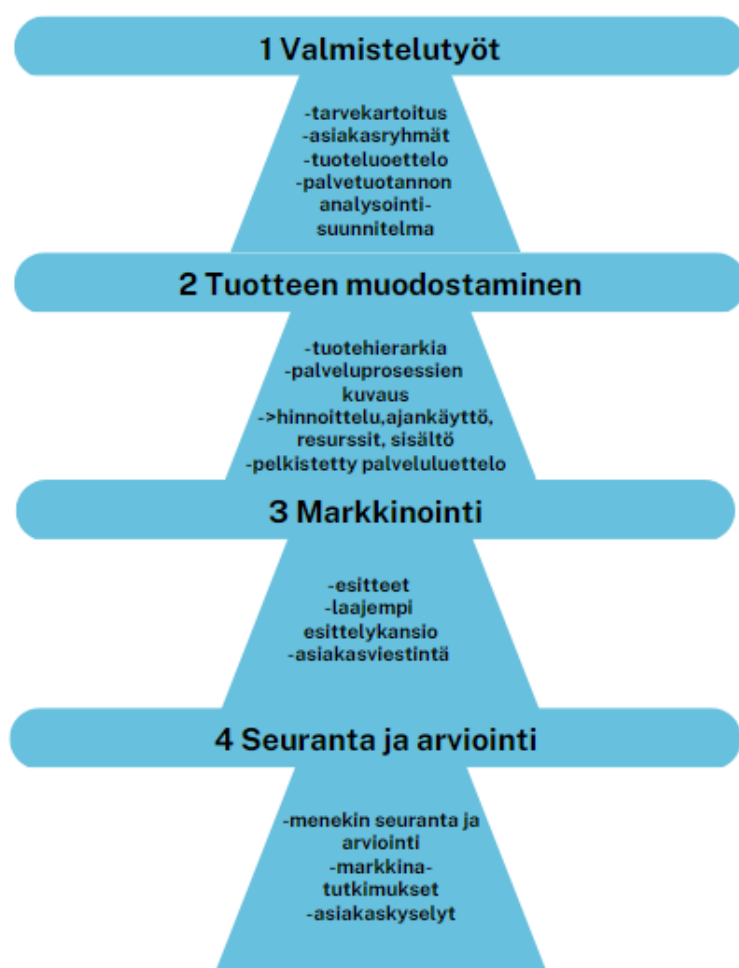 1 Valmistelutyöt
-tarvekartoitus
-asiakasryhmät
-tuoteluoettelo
-palvetuotannon
analysointi-
suunnitelma
2 Tuotteen muodostaminen
-tuotehierarkia
-palveluprosessien
kuvaus
->hinnoittelu,ajankäyttö,
resurssit, sisältö
-pelkistetty palveluluettelo
3 Markkinointi
-esitteet
-laajempi
esittelykansio
-asiakasviestintä
4 Seuranta ja arviointi
-menekin seuranta ja
arviointi
-markkina-
tutkimukset
-asiakaskyselyt